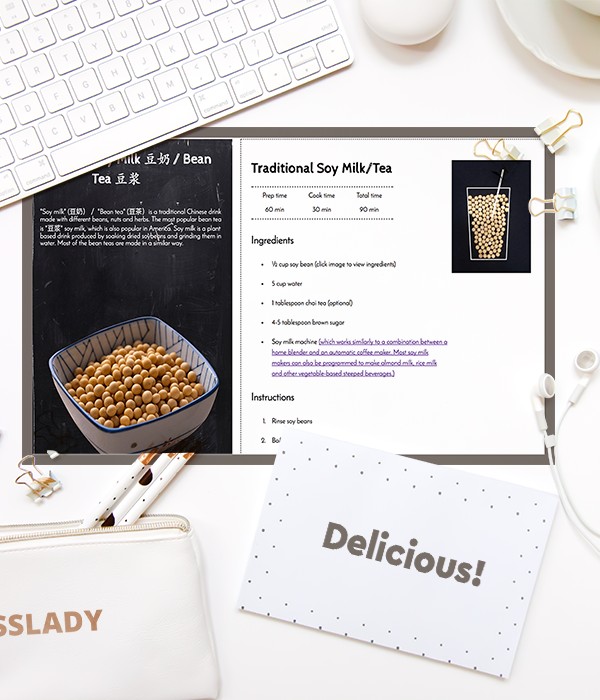 Milk 豆奶 / Bean
Tea 豆浆
"Soy milk" (豆奶) / "Bean tea" (豆茶) is a traditional Chinese drink
made with different beans, nuts and herbs. The most popular bean tea
is "豆浆" soy milk, which is also popular in America. Soy milk is a plant
based drink produced by soaking dried soybeans and grinding them in
water. Most of the bean teas are made in a similar way.
Traditional Soy Milk/Tea
Prep time Cook time Total time
60 min 30 min 90 min
Ingredients
• ½ cup soy bean (click image to view ingredients)
• 5 cup water
• 1 tablespoon chai tea (optional)
• 4-5 tablespoon brown sugar
• Soy milk machine (which works similarly to a combination between a
home blender and an automatic coffee maker. Most soy milk
makers can also be programmed to make almond milk, rice milk
and other vegetable-based steeped beverages.)
Instructions
1. Rinse soy beans
2.
Delicious!
SSLADY